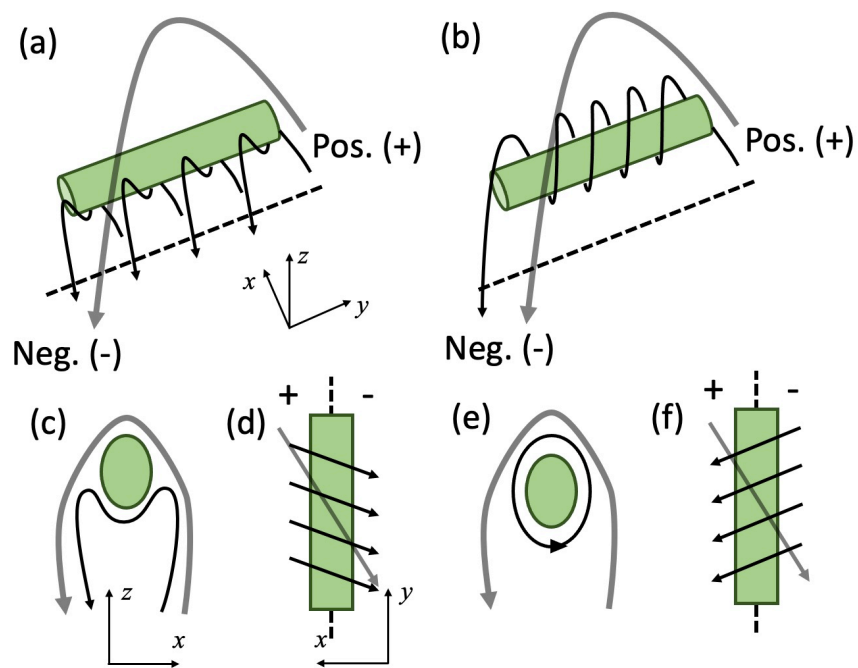 (a)
(b)
Pos. (+)
Pos. (+)
z
x
y
Neg. (-)
Neg. (-)
(c)
(d)
+
-
(e)
(f)
+
-
z
x
x
y